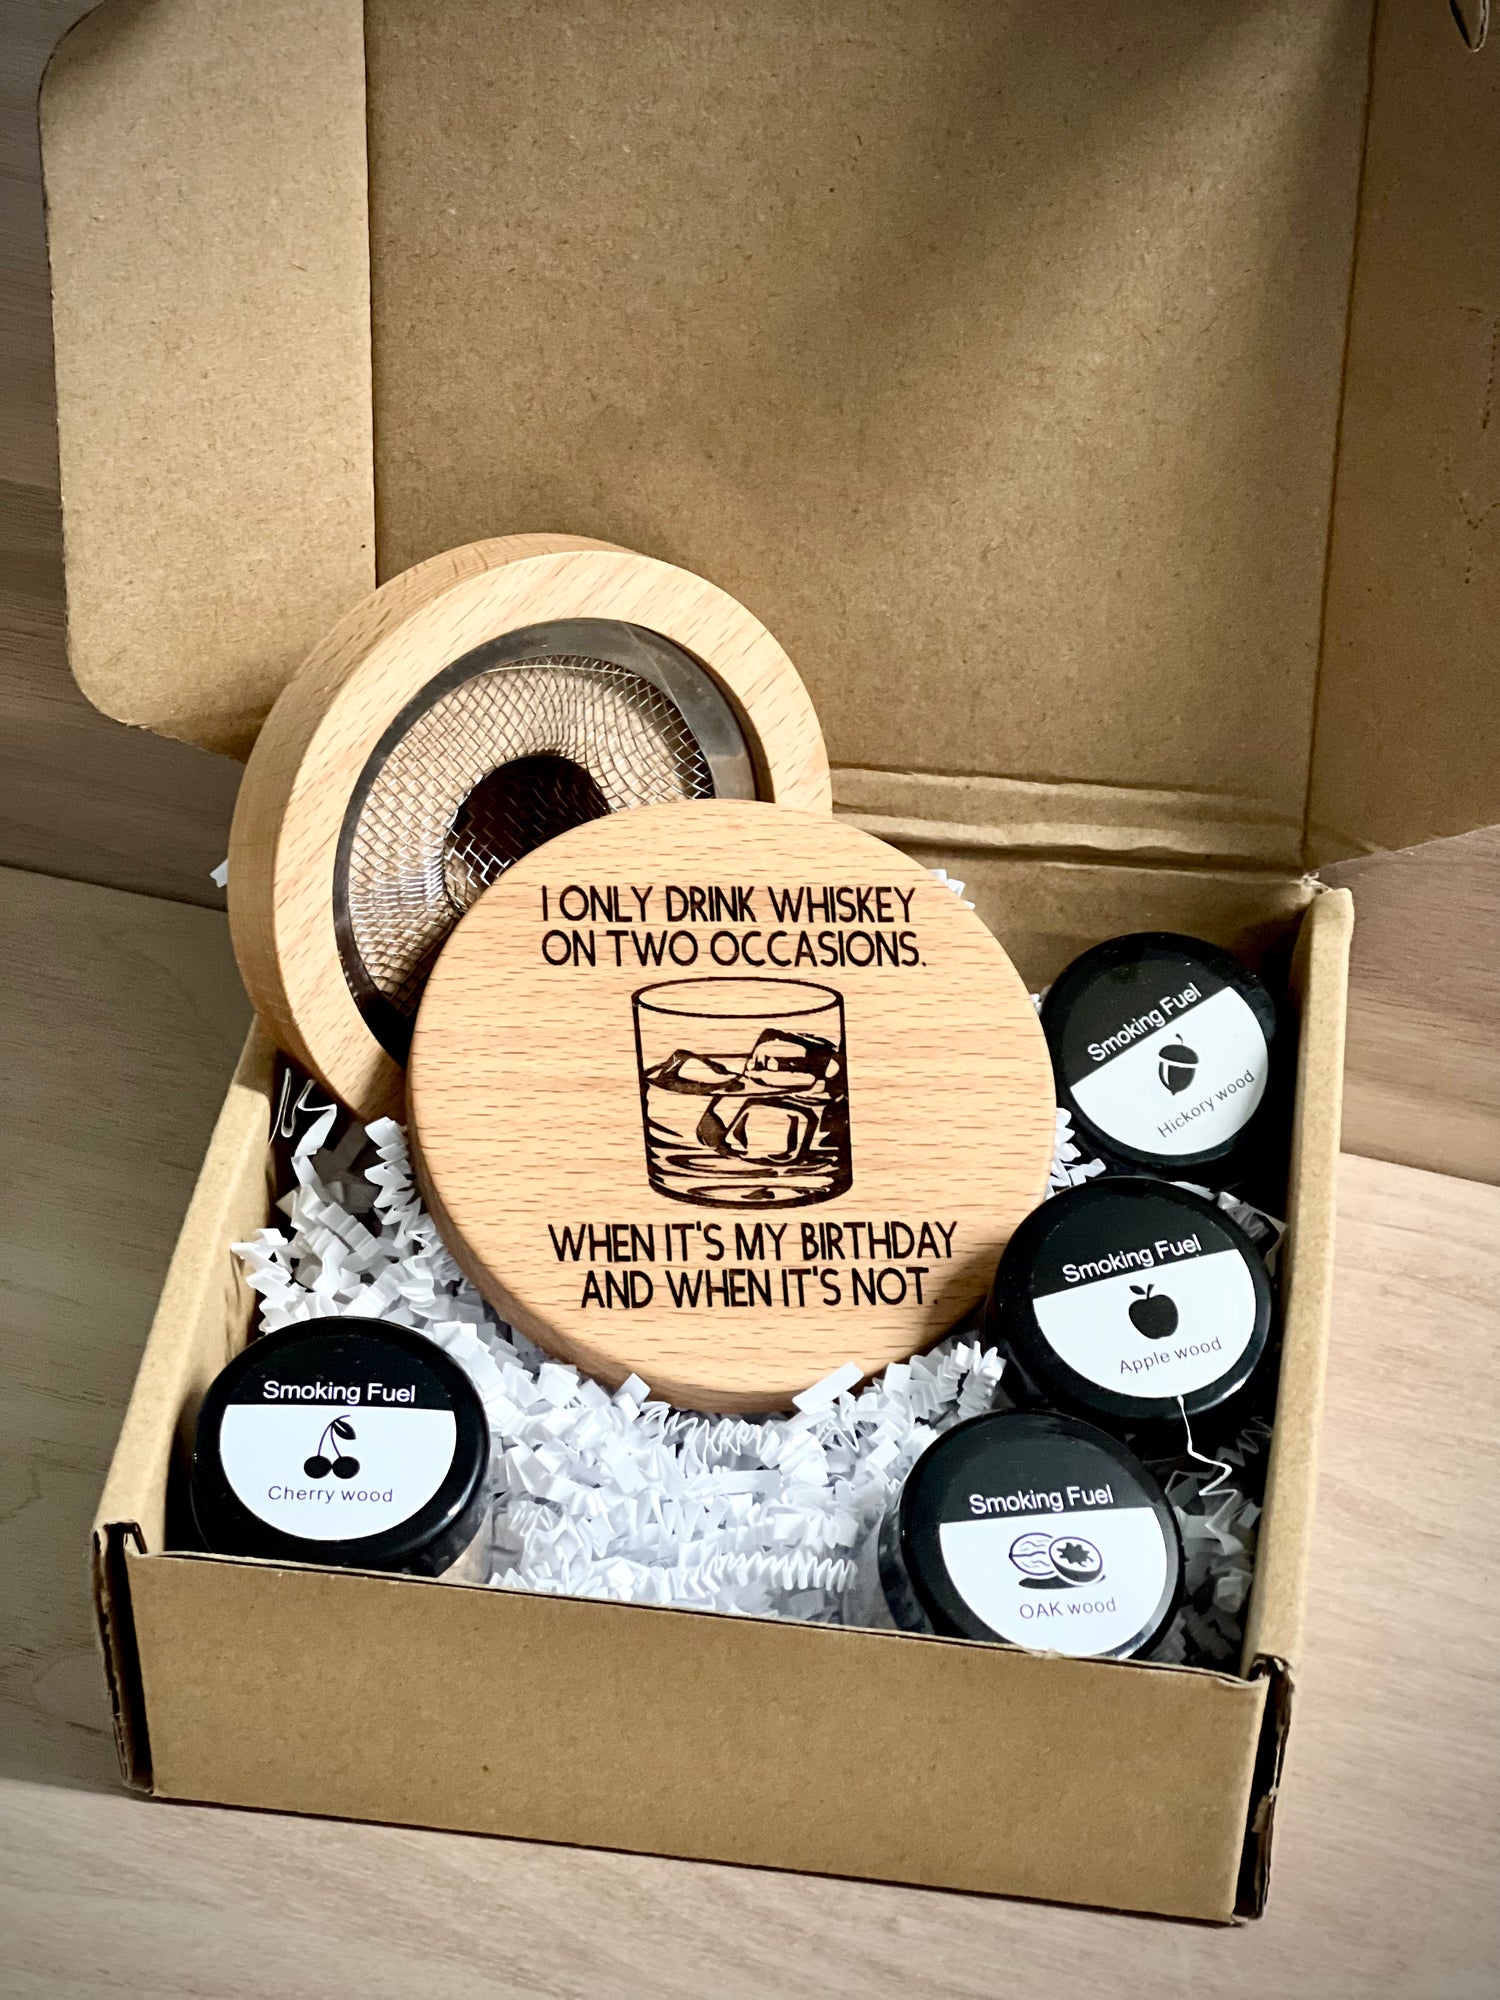 I ONLY DRINK WHISKEY
ON TWO OCCASIONS.
WHEN IT'S MY BIRTHDAY
AND WHEN IT'S NOT.
Smoking Fuel
Hickory wood
Smoking Fuel
Apple wood
Smoking Fuel
Cherry wood
Smoking Fuel
OAK wood